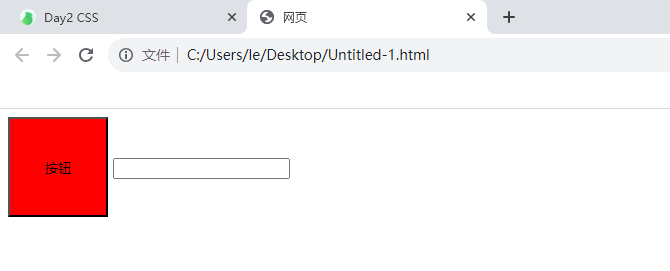 Day2 CSS
网页
文件
C:/Users/le/Desktop/Untitled-1.html
按钮